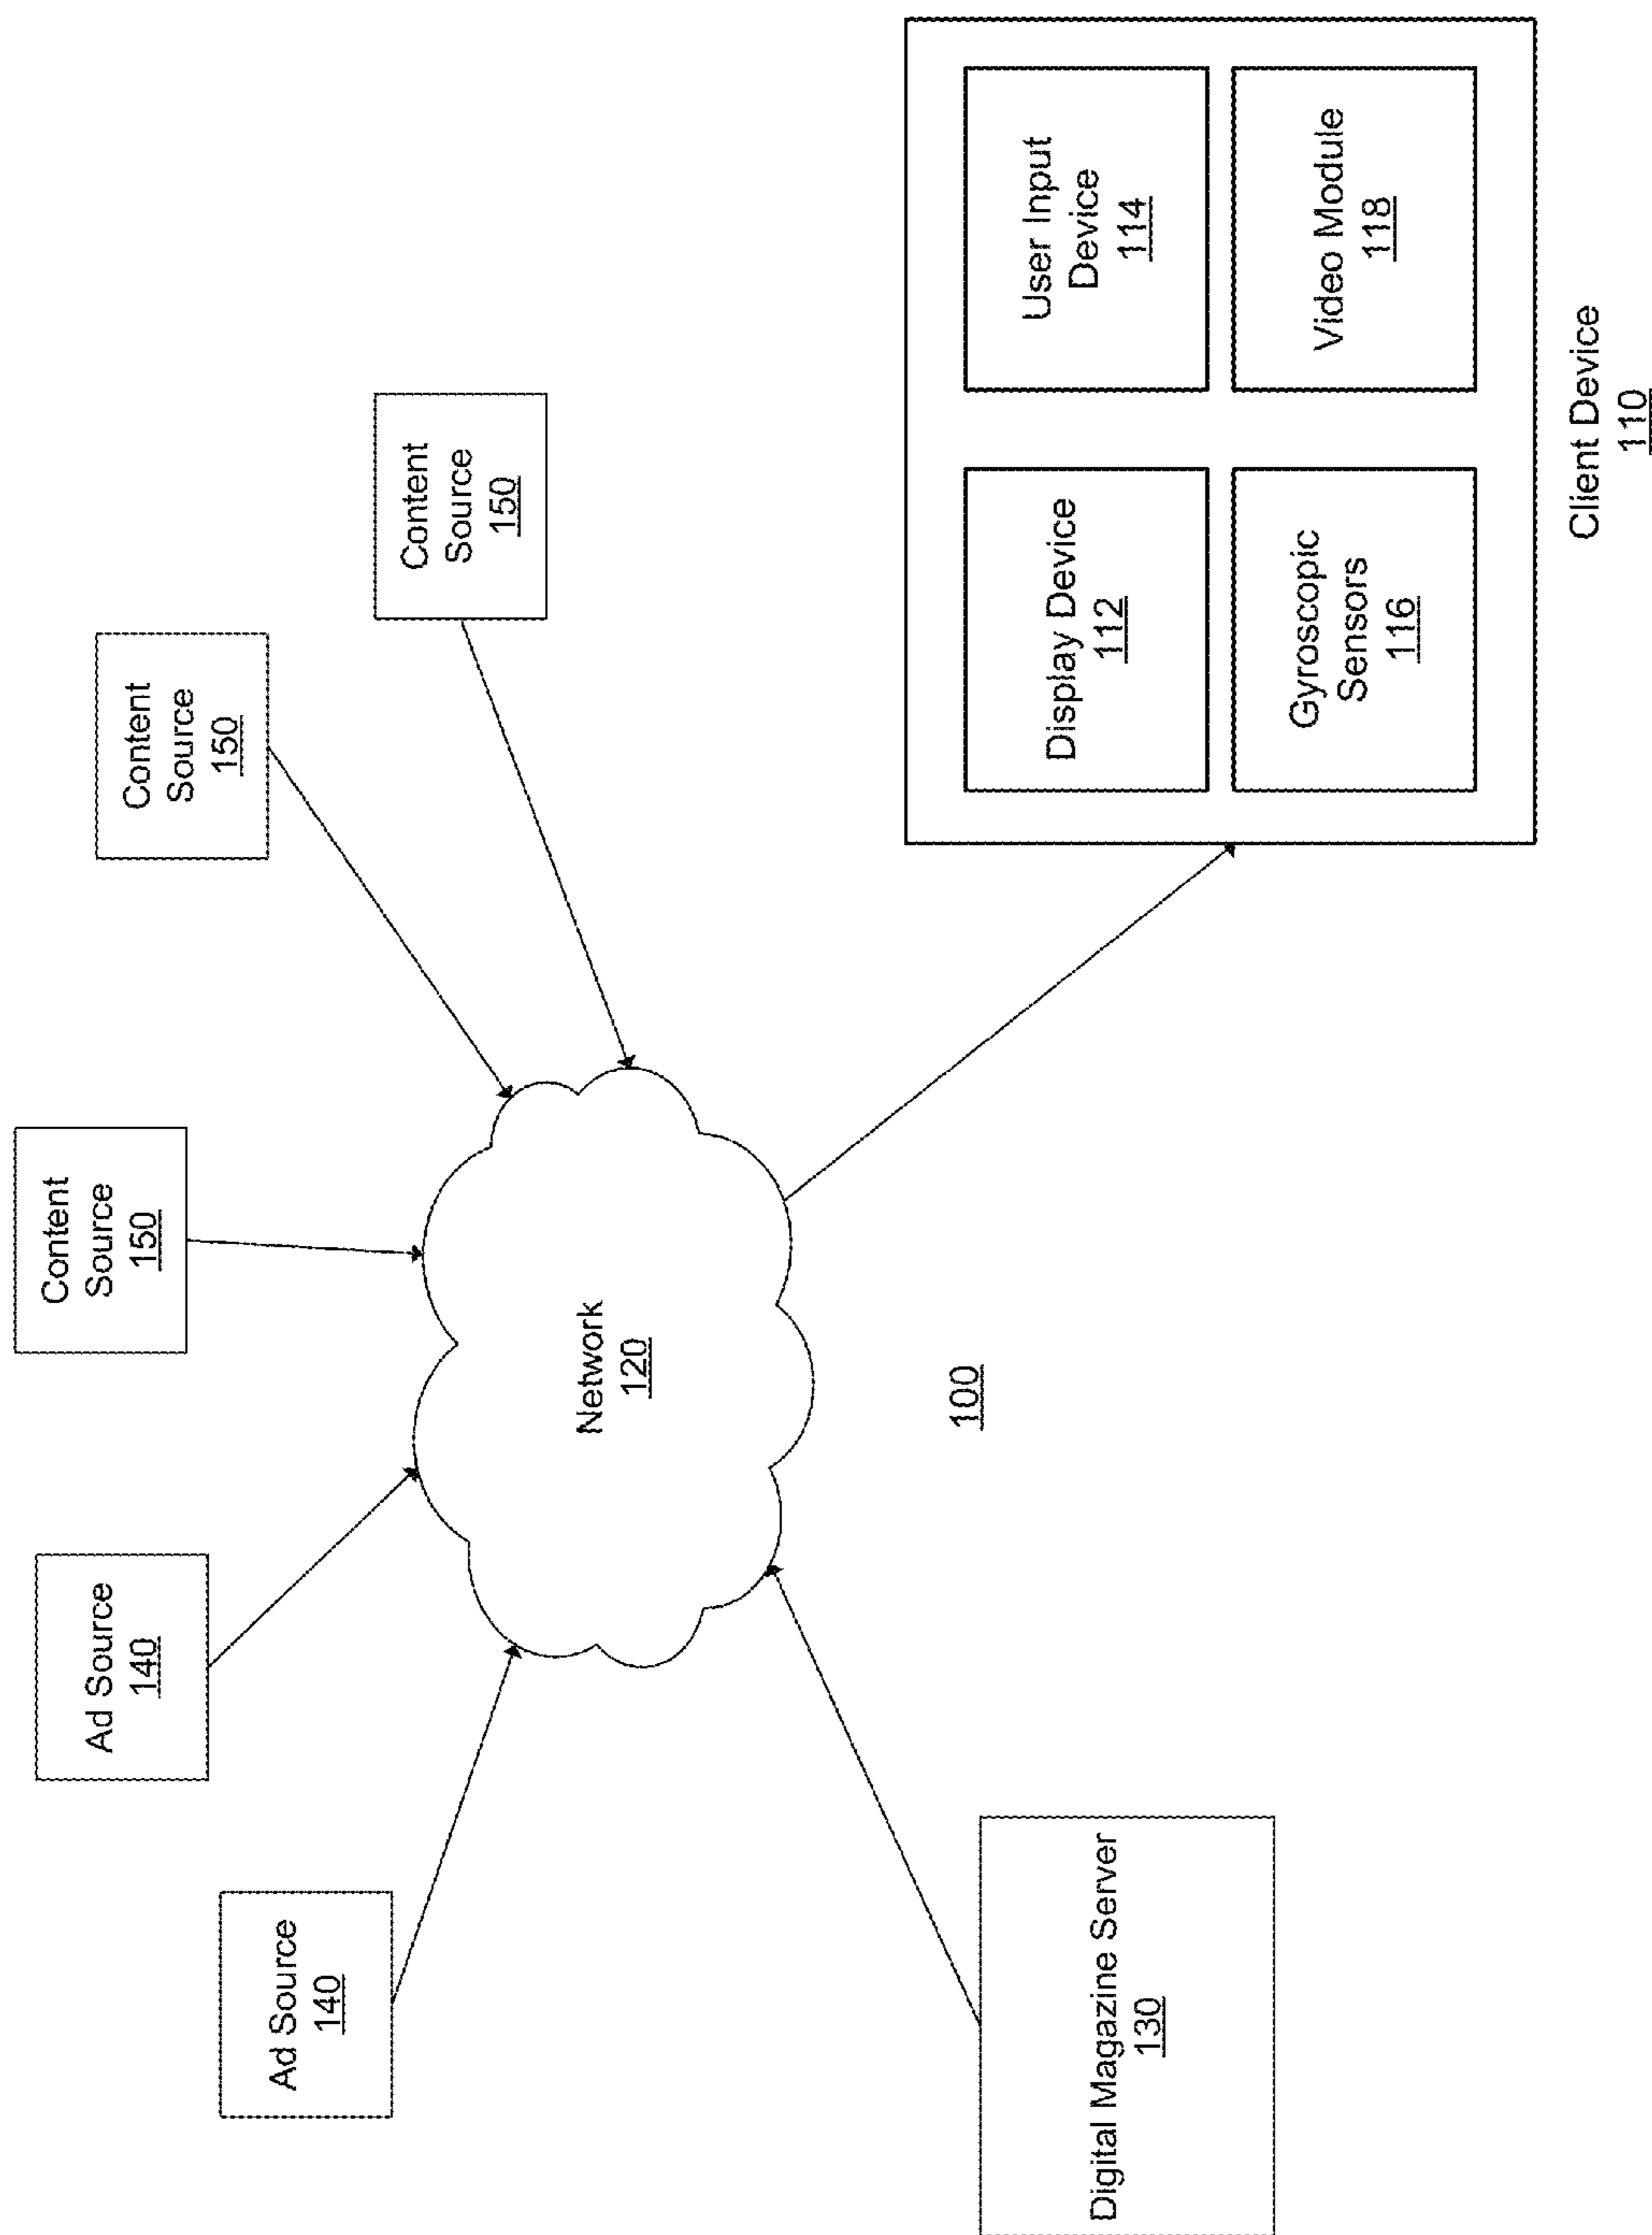 Ad Source
140
Ad Source
140
Content
Source
150
Content
Source
150
Content
Source
150
Network
120
100
Digital Magazine Server
130
Display Device
112
User Input
Device
114
Gyroscopic
Sensors
116
Video Module
118
Client Device
110